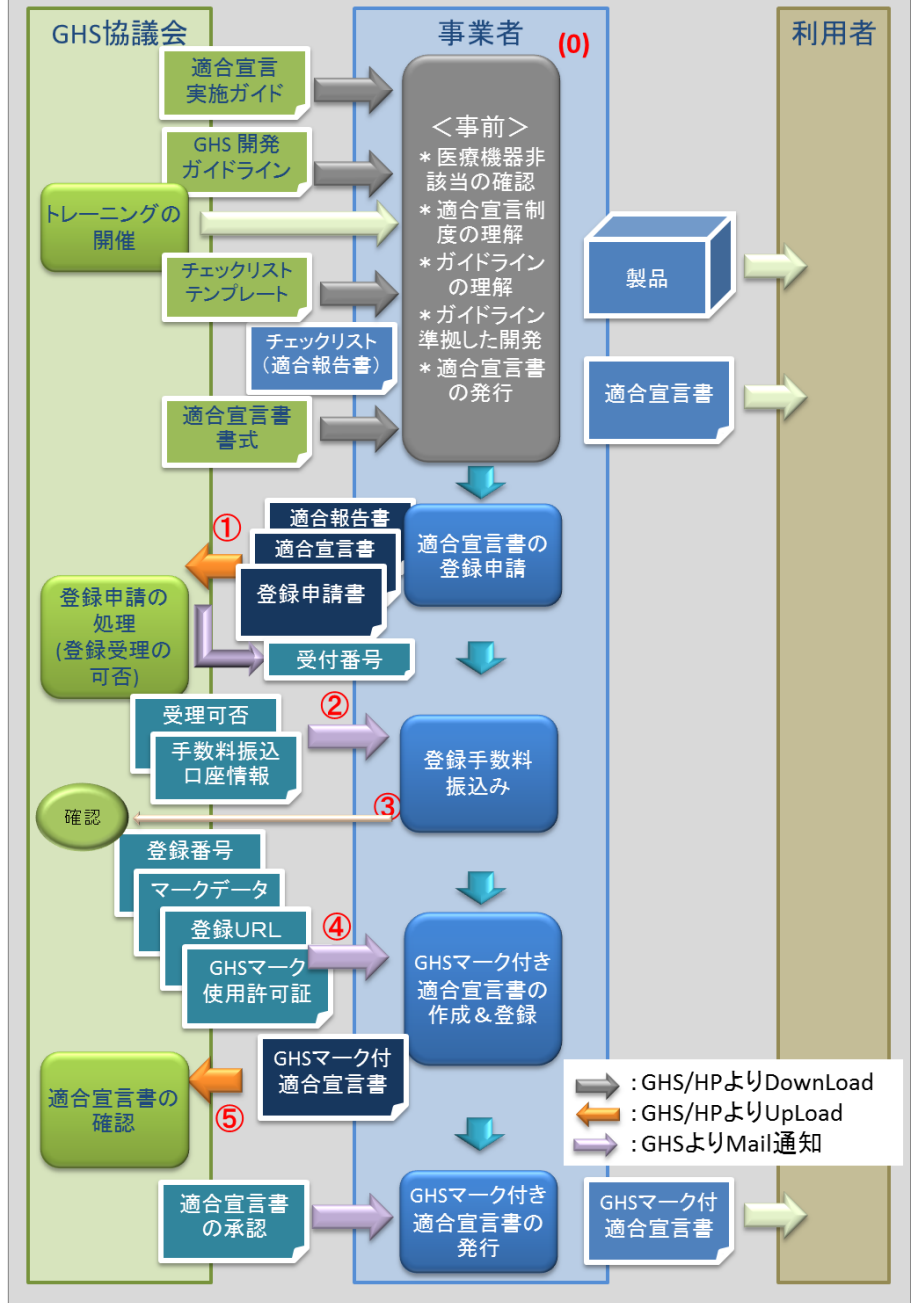 GHS協議会
事業者
(0)
利用者
適合宣言
実施ガイド
GHS 開発
ガイドライン
トレーニングの
開催
チェックリスト
テンプレート
チェックリスト
（適合報告書）
適合宣言書
書式
＜事前＞
＊医療機器非
該当の確認
＊適合宣言制
度の理解
＊ガイドライン
の理解
＊ガイドライン
準拠した開発
＊適合宣言書
の発行
製品
適合宣言書
①
適合報告書
適合宣言書
登録申請書
適合宣言書の
登録申請
登録申請の
処理
(登録受理の
可否)
受付番号
受理可否
手数料振込
口座情報
②
登録手数料
振込み
③
確認
登録番号
マークデータ
登録URL
GHSマーク
使用許可証
④
GHSマーク付き
適合宣言書の
作成＆登録
GHSマーク付
適合宣言書
⑤
適合宣言書の
確認
：GHS/HPよりDownLoad
：GHS/HPよりUpLoad
：GHSよりMail通知
適合宣言書
の承認
GHSマーク付き
適合宣言書の
発行
GHSマーク付
適合宣言書